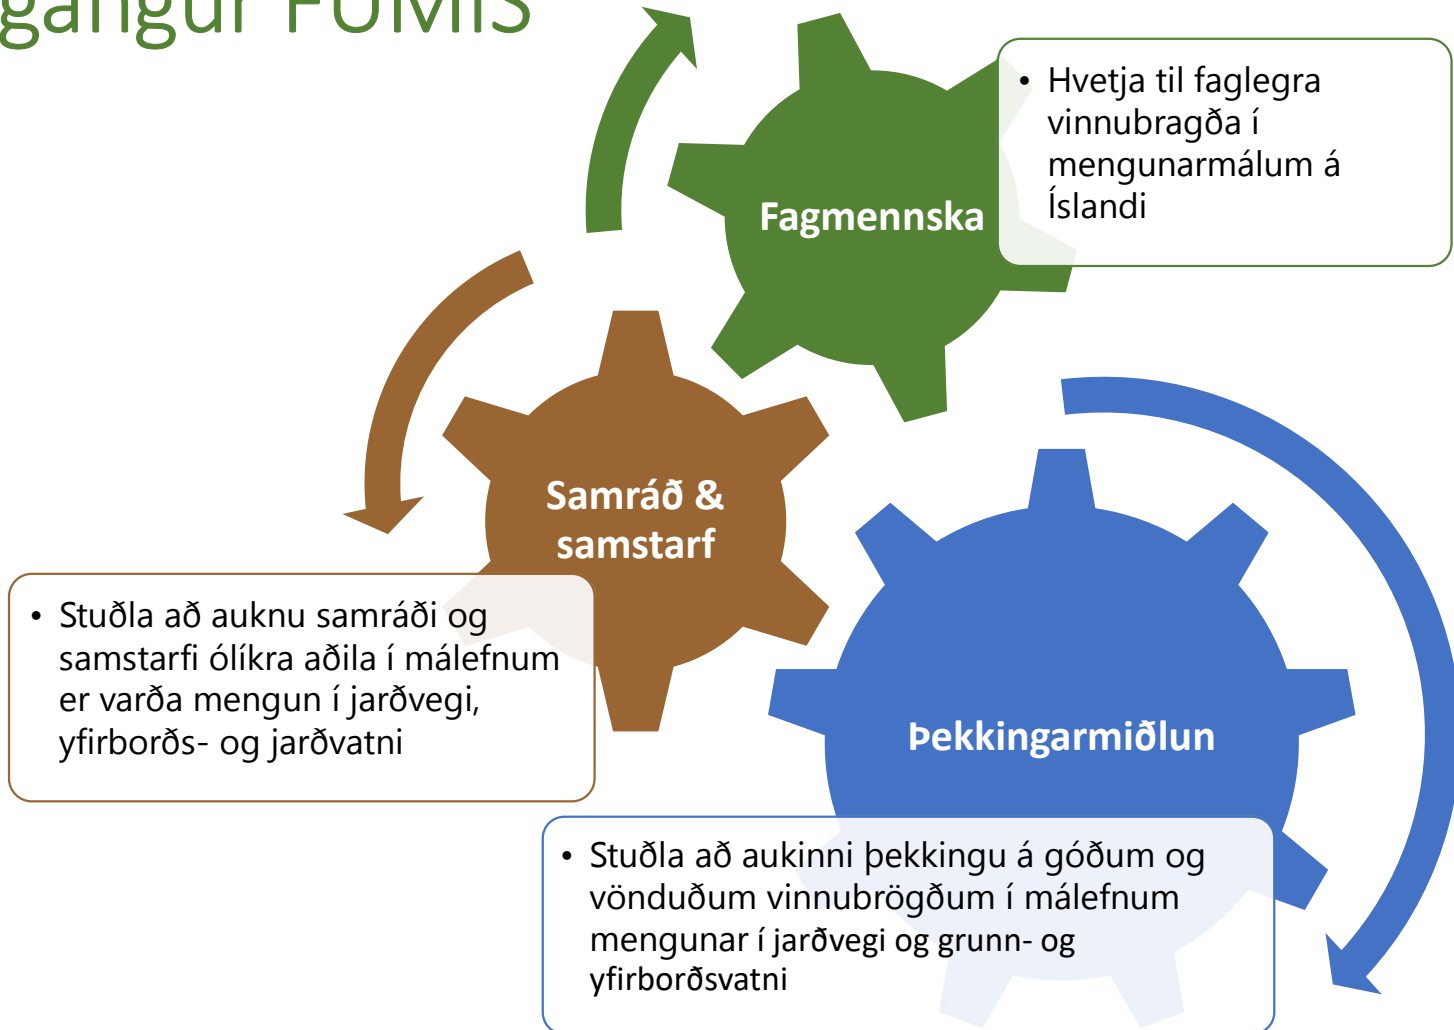 gangur FUMÍS
• Hvetja til faglegra
vinnubragða í
mengunarmálum á
Íslandi
Fagmennska
Samráð &
samstarf
• Stuðla að auknu samráði og
samstarfi ólíkra aðila í málefnum
er varða mengun í jarðvegi,
yfirborðs- og jarðvatni
Þekkingarmiðlun
• Stuðla að aukinni þekkingu á góðum og
vönduðum vinnubrögðum í málefnum
mengunar í jarðvegi og grunn- og
yfirborðsvatni